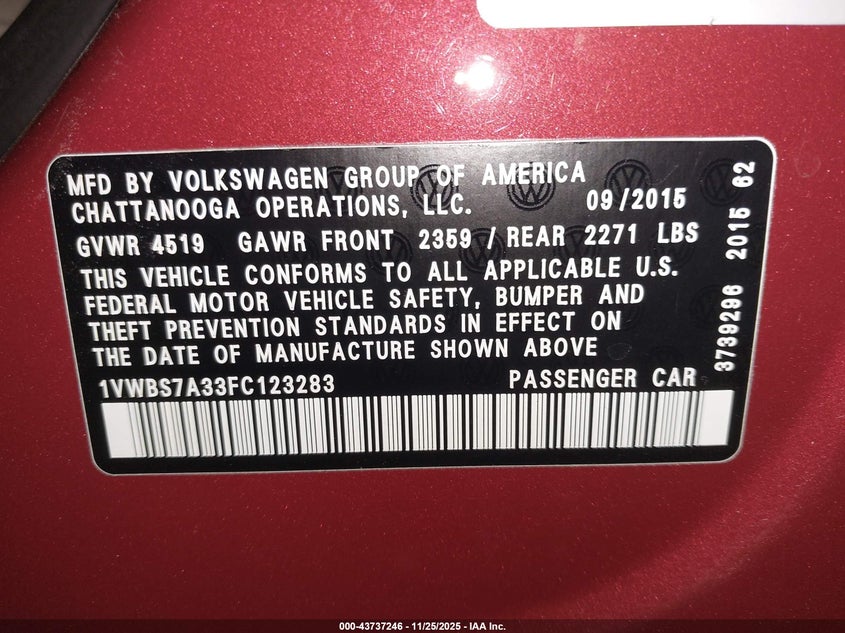 MFD BY VOLKSWAGEN GROUP OF AMERICA
CHATTANOOGA OPERATIONS, LLC. 09/2015
GVWR 4519 GAWR FRONT 2359 / REAR 2271 LBS
THIS VEHICLE CONFORMS TO ALL APPLICABLE U.S.
FEDERAL MOTOR VEHICLE SAFETY, BUMPER AND
THEFT PREVENTION STANDARDS IN EFFECT ON
THE DATE OF MANUFACTURE SHOWN ABOVE
1VWBS7A33FC123283 PASSENGER CAR
3739296 2015 62
000-43737246 - 11/25/2025 - IAA Inc.